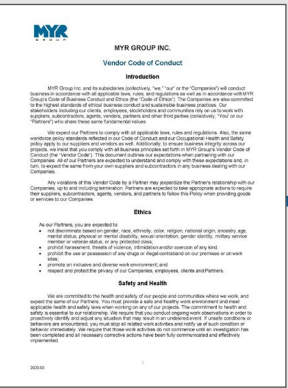 MYR
GROUP
MYR GROUP INC.
Vendor Code of Conduct
Introduction
MYR Group Inc. and its subsidiaries (collectively, "we," "our" or the "Companies") will conduct
business in accordance with all applicable laws, rules, and regulations as well as in accordance with MYR
Group's Code of Business Conduct and Ethics (the "Code of Ethics"). The Companies are also committed
to the highest standards of ethical business conduct and sustainable business practices. Our
stakeholders including our clients, employees, stockholders and communities rely on us to work with
suppliers, subcontractors, agents, vendors, partners and other third parties (collectively, "You" or our
"Partners") who share these same fundamental values.
We expect our Partners to comply with all applicable laws, rules and regulations. Also, the same
workforce policy standards reflected in our Code of Conduct and our Occupational Health and Safety
policy apply to our suppliers and vendors as well. Additionally, to ensure business integrity across our
projects, we insist that you comply with all business principles set forth in MYR Group's Vendor Code of
Conduct (the "Vendor Code"). This document outlines our expectations when partnering with our
Companies. All of our Partners are expected to understand and comply with these expectations and, in
turn, to expect the same from your own suppliers and subcontractors in any business dealing with our
Companies.
Any violations of this Vendor Code by a Partner may jeopardize the Partner's relationship with our
Companies, up to and including termination. Partners are expected to take appropriate actions to require
their suppliers, subcontractors, agents, vendors, and partners to follow this Policy when providing goods
or services to our Companies.
Ethics
As our Partners, you are expected to:
• not discriminate based on gender, race, ethnicity, color, religion, national origin, ancestry, age,
marital status, physical or mental disability, sexual orientation, gender identity, military service
member or veteran status, or any protected class;
• prohibit harassment, threats of violence, intimidation and/or coercion of any kind;
• prohibit the use or possession of any drugs or illegal contraband on our premises or on work
sites;
• promote an inclusive and diverse work environment; and
• respect and protect the privacy of our Companies, employees, clients and Partners.
Safety and Health
We are committed to the health and safety of our people and communities where we work, and
expect the same of our Partners. You must provide a safe and healthy work environment and meet
applicable health and safety laws when working on any of our projects. The commitment to health and
safety is essential to our relationship. We require that you conduct ongoing work observations in order to
proactively identify and adjust any situation that may result in an undesired event. If unsafe conditions or
behaviors are encountered, you must stop all related work activities and notify us of such condition or
behavior immediately. We require that those work activities do not commence until an investigation has
been completed and all necessary corrective actions have been fully communicated and effectively
implemented.